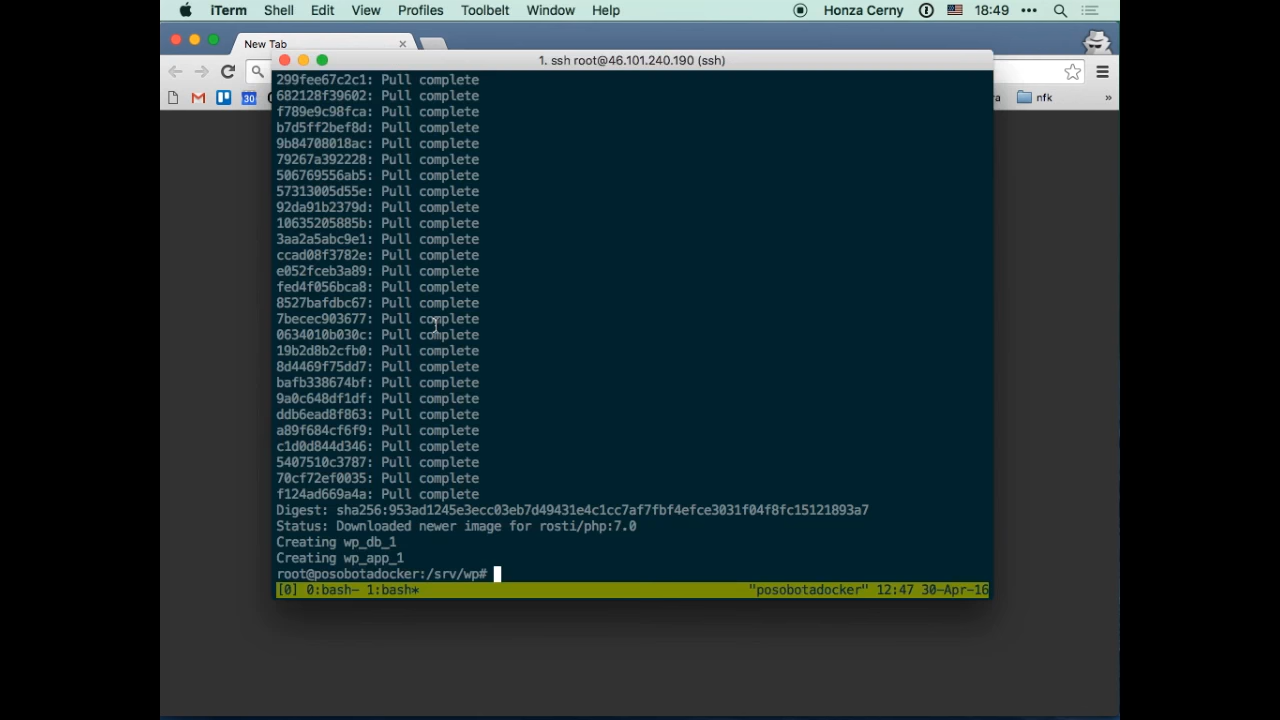 iTerm Shell Edit View Profiles Toolbelt Window Help Honza Cerny 18:49
New Tab
30 nfk »
1. ssh root@46.101.240.190 (ssh)
299fee67c2c1: Pull complete
682128f39602: Pull complete
f789e9c98fca: Pull complete
b7d5ff2bef8d: Pull complete
9b84708018ac: Pull complete
79267a392228: Pull complete
506769556ab5: Pull complete
57313005d55e: Pull complete
92da91b2379d: Pull complete
10635205885b: Pull complete
3aa2a5abc9e1: Pull complete
ccad08f3782e: Pull complete
e052fceb3a89: Pull complete
fed4f056bca8: Pull complete
8527bafdbc67: Pull complete
7becec903677: Pull complete
0634010b030c: Pull complete
19b2d8b2cfb0: Pull complete
8d4469f75dd7: Pull complete
bafb338674bf: Pull complete
9a0c648df1df: Pull complete
ddb6ead8f863: Pull complete
a89f684cf6f9: Pull complete
c1d0d844d346: Pull complete
5407510c3787: Pull complete
70cf72ef0035: Pull complete
f124ad669a4a: Pull complete
Digest: sha256:953ad1245e3ecc03eb7d49431e4c1cc7af7fbf4efce3031f04f8fc15121893a7
Status: Downloaded newer image for rosti/php:7.0
Creating wp_db_1
Creating wp_app_1
root@posobotadocker:/srv/wp#
[0] 0:bash- 1:bash* "posobotadocker" 12:47 30-Apr-16